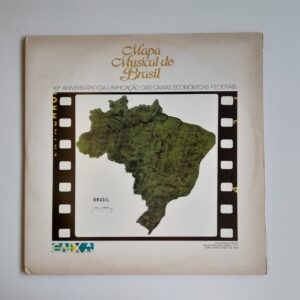 Mapa
Musical do
Brasil
10º ANIVERSÁRIO DA UNIFICAÇÃO DAS CAIXAS ECONÔMICAS FEDERAIS
BRASIL
CAIXA